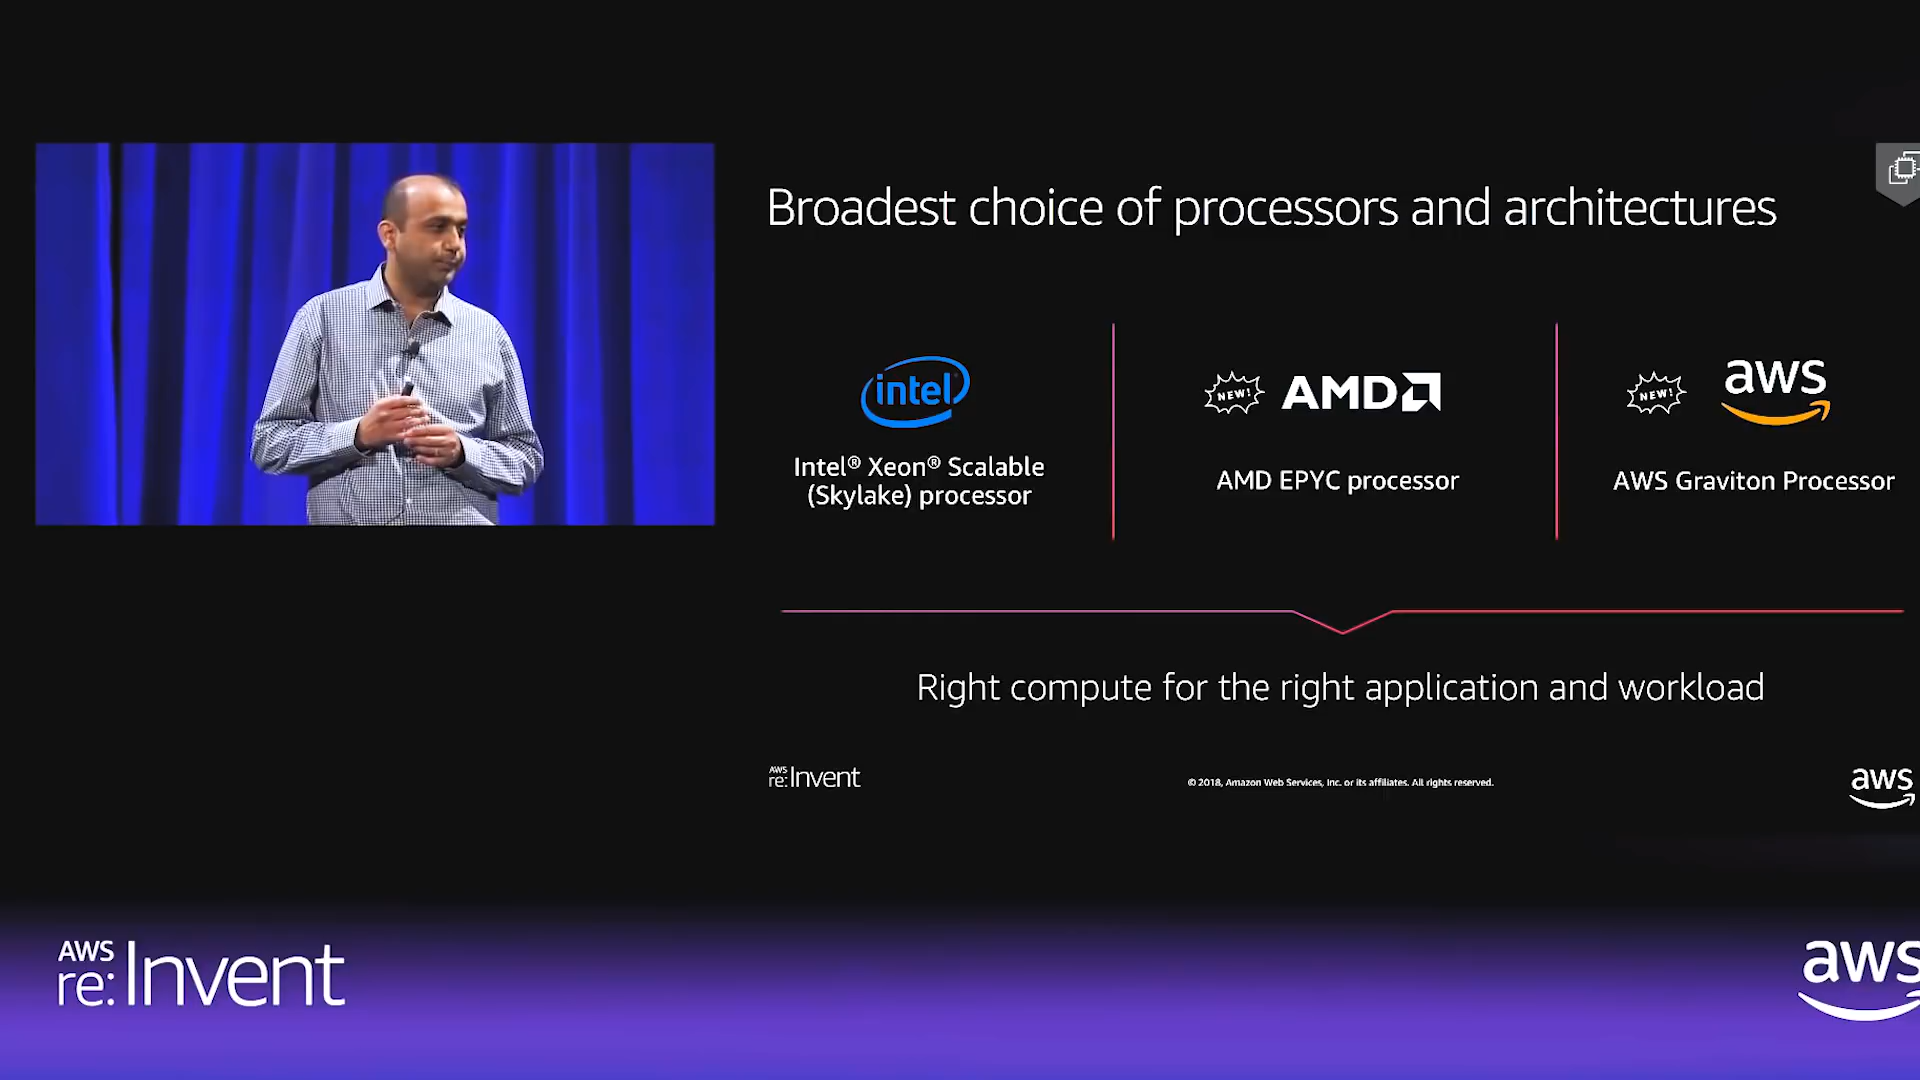 Broadest choice of processors and architectures
intel
Intel® Xeon® Scalable
(Skylake) processor
NEW!
AMD
AMD EPYC processor
NEW!
aws
AWS Graviton Processor
Right compute for the right application and workload
AWS
re:Invent
© 2018, Amazon Web Services, Inc. or its affiliates. All rights reserved.
aws
AWS
re:Invent
aws